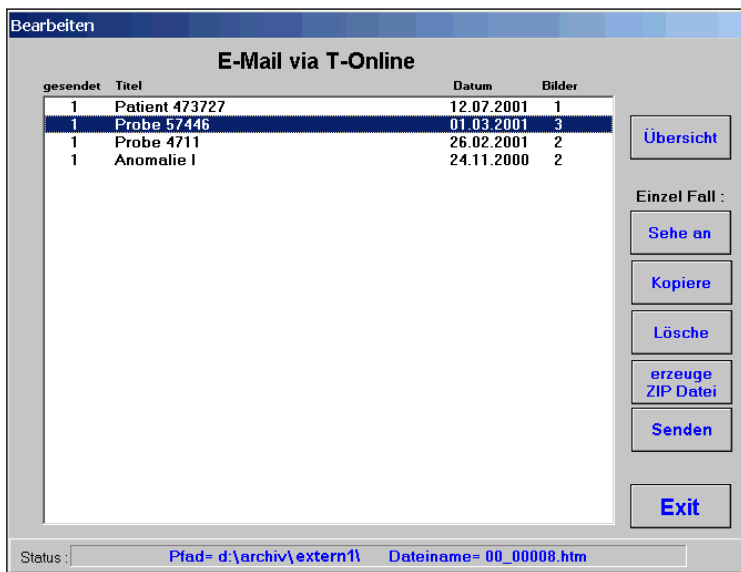 Bearbeiten
E-Mail via T-Online
gesendet Titel Datum Bilder
1 Patient 473727 12.07.2001 1
1 Probe 57446 01.03.2001 3
1 Probe 4711 26.02.2001 2
1 Anomalie I 24.11.2000 2
Übersicht
Einzel Fall :
Sehe an
Kopiere
Lösche
erzeuge
ZIP Datei
Senden
Exit
Status : Pfad= d:\archiv\extern1\ Dateiname= 00_00008.htm